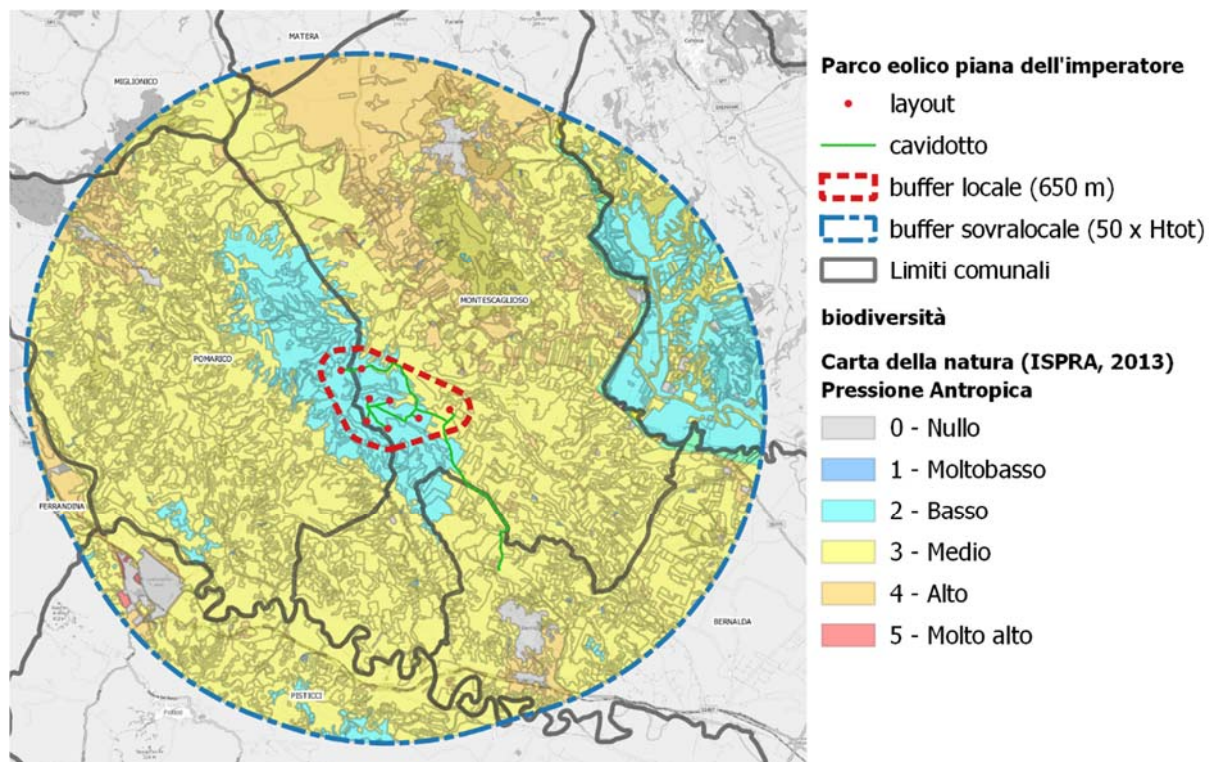 MATERA
MIGLIONICO
MONTESCAGLIOSO
POMARICO
FERRANDINA
BERNALDA
PISTICCI
Parco eolico piana dell'imperatore
layout
cavidotto
buffer locale (650 m)
buffer sovralocale (50 x Htot)
Limiti comunali
biodiversità
Carta della natura (ISPRA, 2013)
Pressione Antropica
0 - Nullo
1 - Moltobasso
2 - Basso
3 - Medio
4 - Alto
5 - Molto alto